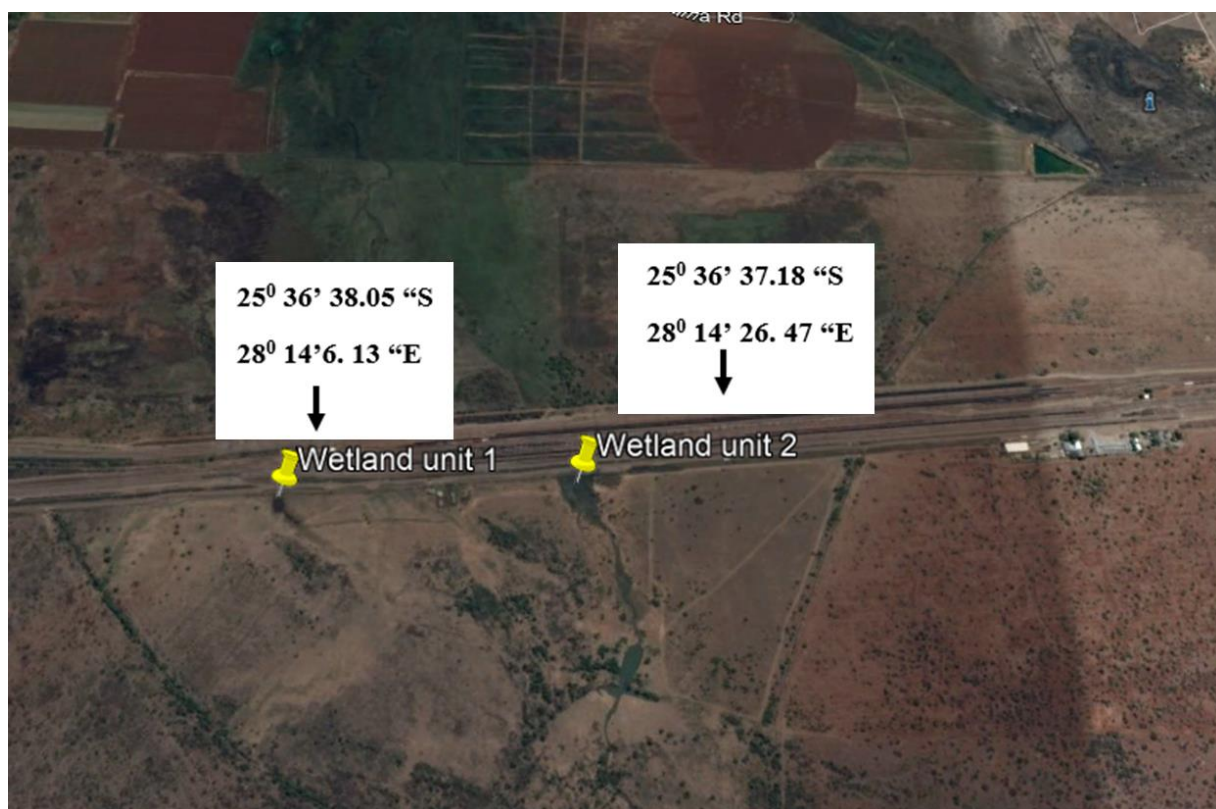 Rd
25⁰ 36’ 38.05 “S
28⁰ 14’6. 13 “E
25⁰ 36’ 37.18 “S
28⁰ 14’ 26. 47 “E
Wetland unit 1
Wetland unit 2